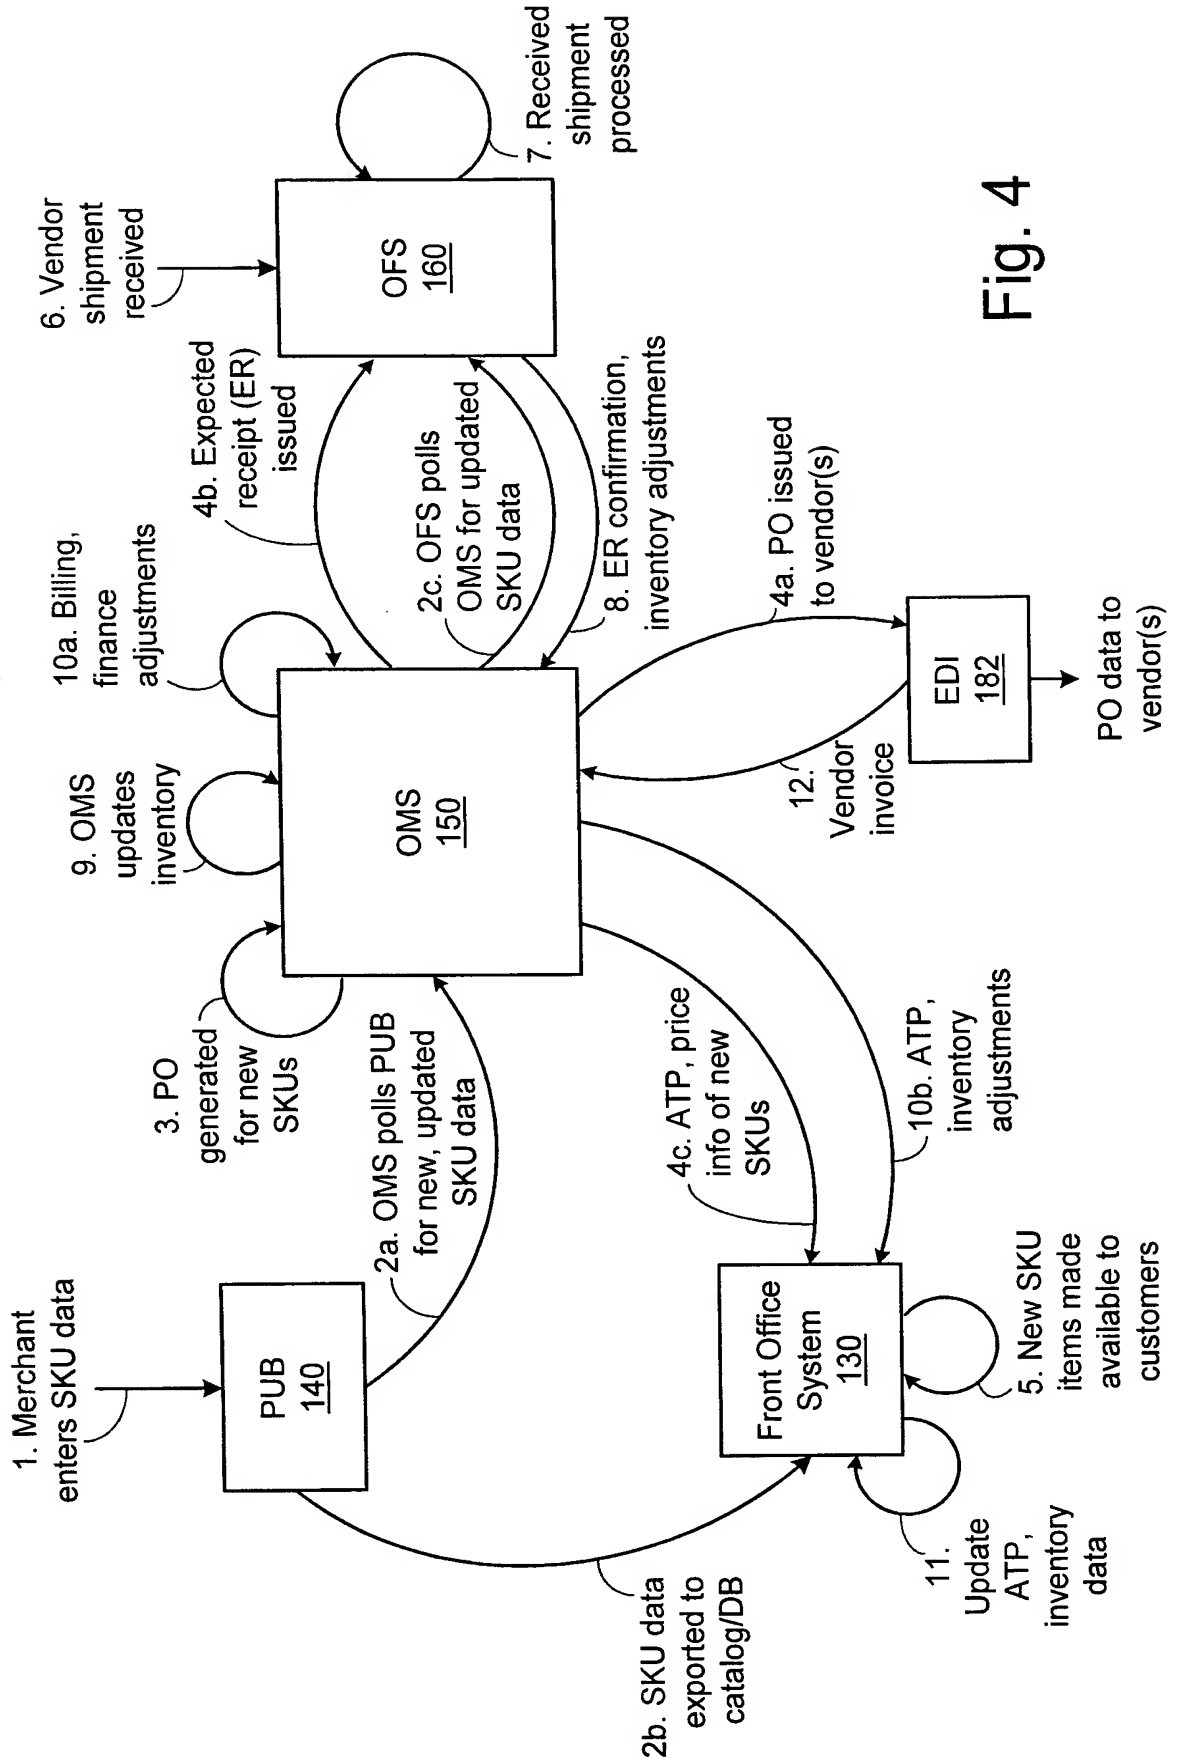 1. Merchant
enters SKU data
PUB
140
2a. OMS polls PUB
for new, updated
SKU data
2b. SKU data
exported to
catalog/DB
3. PO
generated
for new
SKUs
9. OMS
updates
inventory
10a. Billing,
finance
adjustments
OMS
150
4b. Expected
receipt (ER)
issued
2c. OFS polls
OMS for updated
SKU data
8. ER confirmation,
inventory adjustments
6. Vendor
shipment
received
OFS
160
7. Received
shipment
processed
4a. PO issued
to vendor(s)
12.
Vendor
invoice
EDI
182
PO data to
vendor(s)
4c. ATP, price
info of new
SKUs
10b. ATP,
inventory
adjustments
Front Office
System
130
5. New SKU
items made
available to
customers
11.
Update
ATP,
inventory
data
Fig. 4